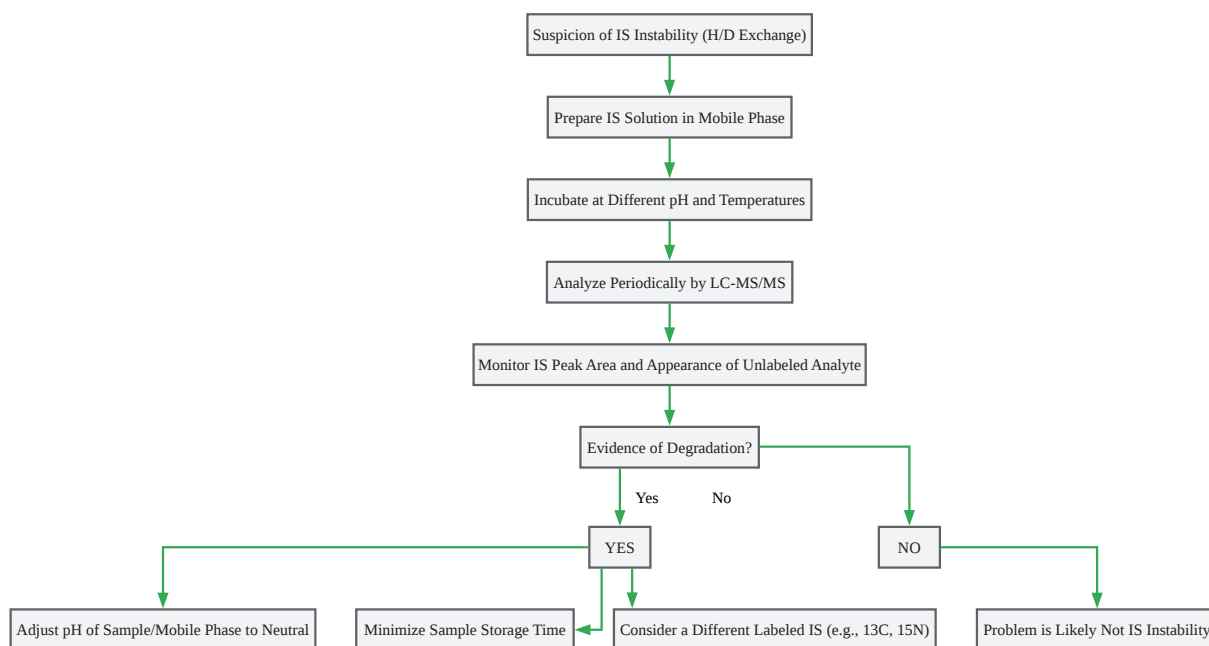 Suspicion of IS Instability (H/D Exchange)
Prepare IS Solution in Mobile Phase
Incubate at Different pH and Temperatures
Analyze Periodically by LC-MS/MS
Monitor IS Peak Area and Appearance of Unlabeled Analyte
Evidence of Degradation?
Yes
No
YES
NO
Adjust pH of Sample/Mobile Phase to Neutral
Minimize Sample Storage Time
Consider a Different Labeled IS (e.g., 13C, 15N)
Problem is Likely Not IS Instability